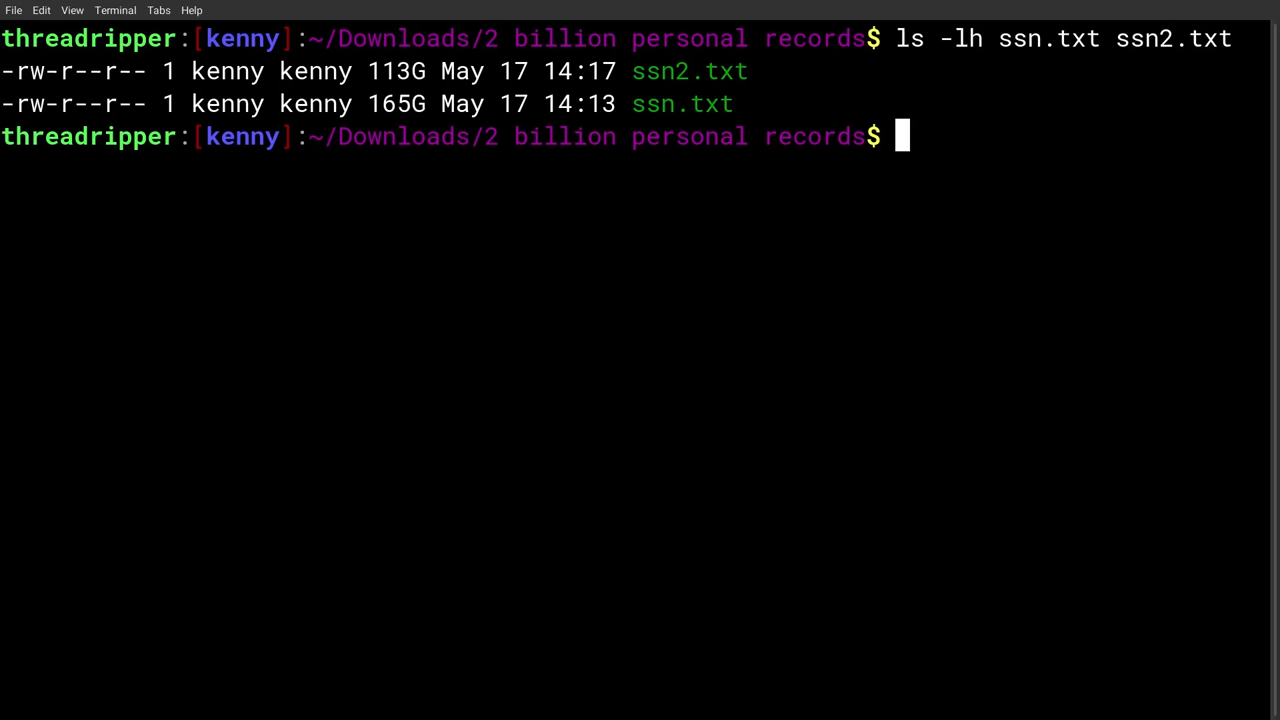 File Edit View Terminal Tabs Help
threadripper:[kenny]:~/Downloads/2 billion personal records$ ls -lh ssn.txt ssn2.txt
-rw-r--r-- 1 kenny kenny 113G May 17 14:17 ssn2.txt
-rw-r--r-- 1 kenny kenny 165G May 17 14:13 ssn.txt
threadripper:[kenny]:~/Downloads/2 billion personal records$